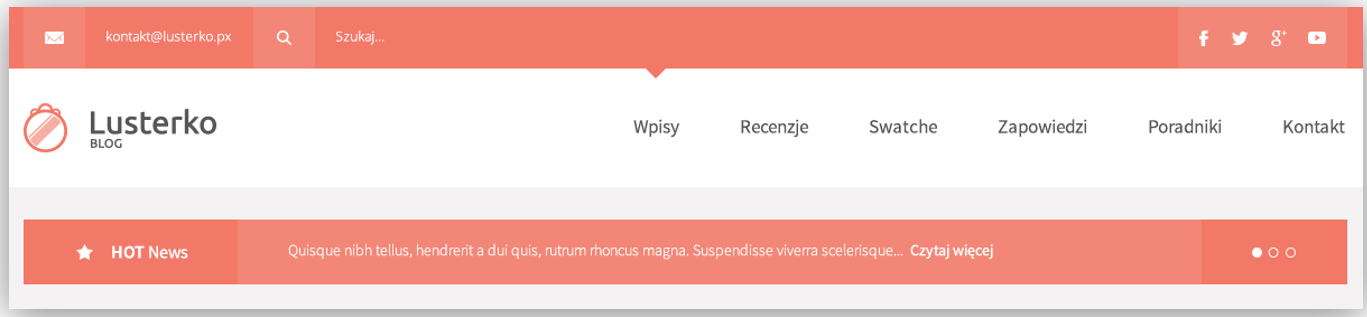 kontakt@lusterko.px Szukaj...
Lusterko
BLOG
Wpisy Recenzje Swatche Zapowiedzi Poradniki Kontakt
HOT News Quisque nibh tellus, hendrerit a dui quis, rutrum rhoncus magna. Suspendisse viverra scelerisque... Czytaj więcej